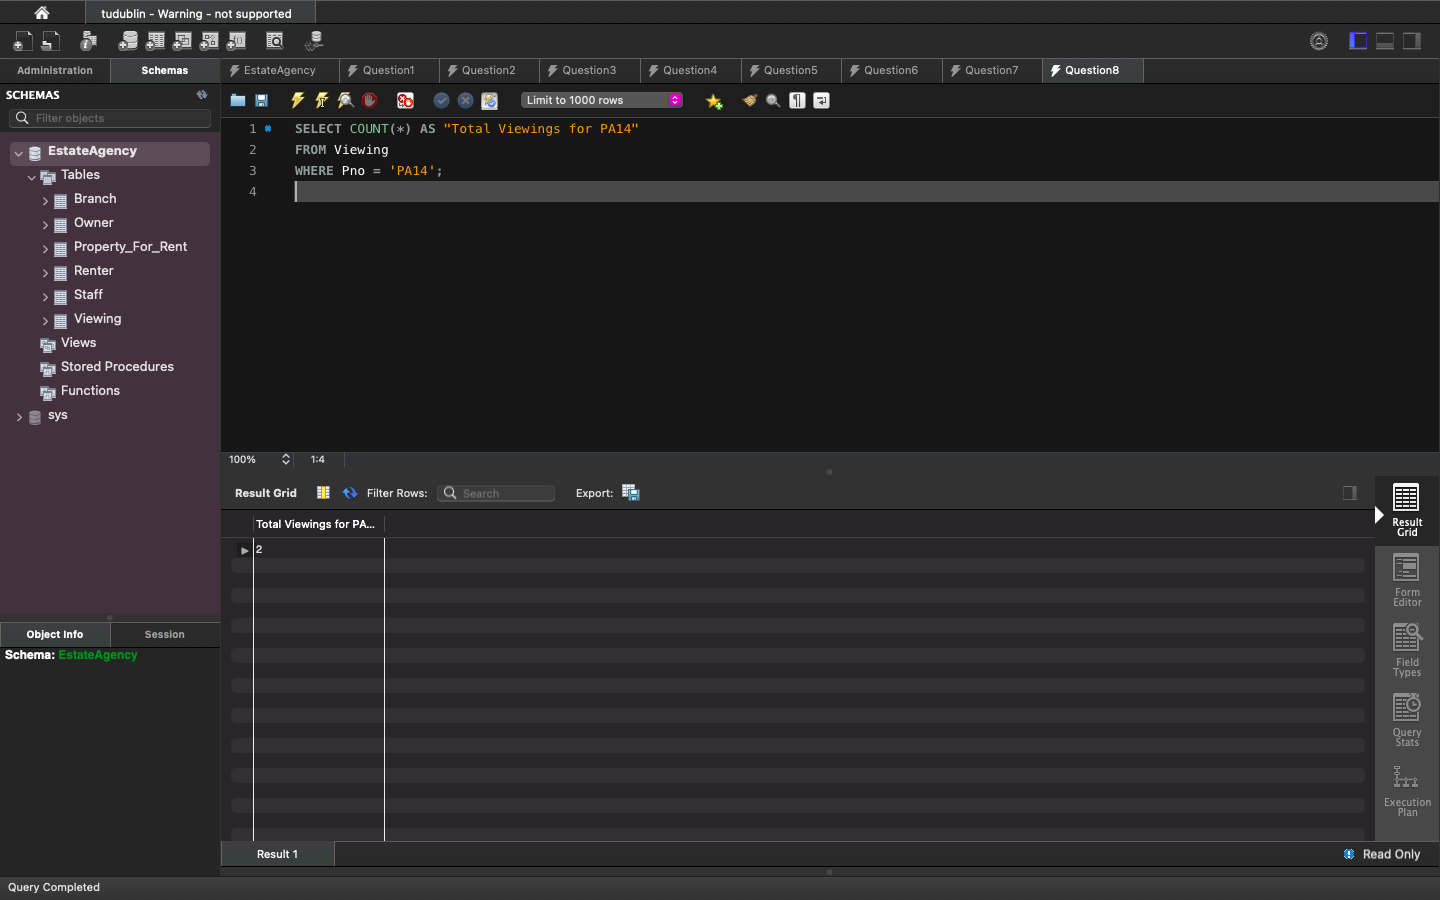 tudublin - Warning - not supported
Administration
Schemas
EstateAgency
Question1
Question2
Question3
Question4
Question5
Question6
Question7
Question8
SCHEMAS
Filter objects
Limit to 1000 rows
EstateAgency
Tables
Branch
Owner
Property_For_Rent
Renter
Staff
Viewing
Views
Stored Procedures
Functions
sys
1 SELECT COUNT(*) AS "Total Viewings for PA14"
2 FROM Viewing
3 WHERE Pno = 'PA14';
4
100%
1:4
Result Grid
Filter Rows:
Search
Export:
Total Viewings for PA...
2
Result
Grid
Form
Editor
Field
Types
Query
Stats
Execution
Plan
Object Info
Session
Schema: EstateAgency
Result 1
Read Only
Query Completed